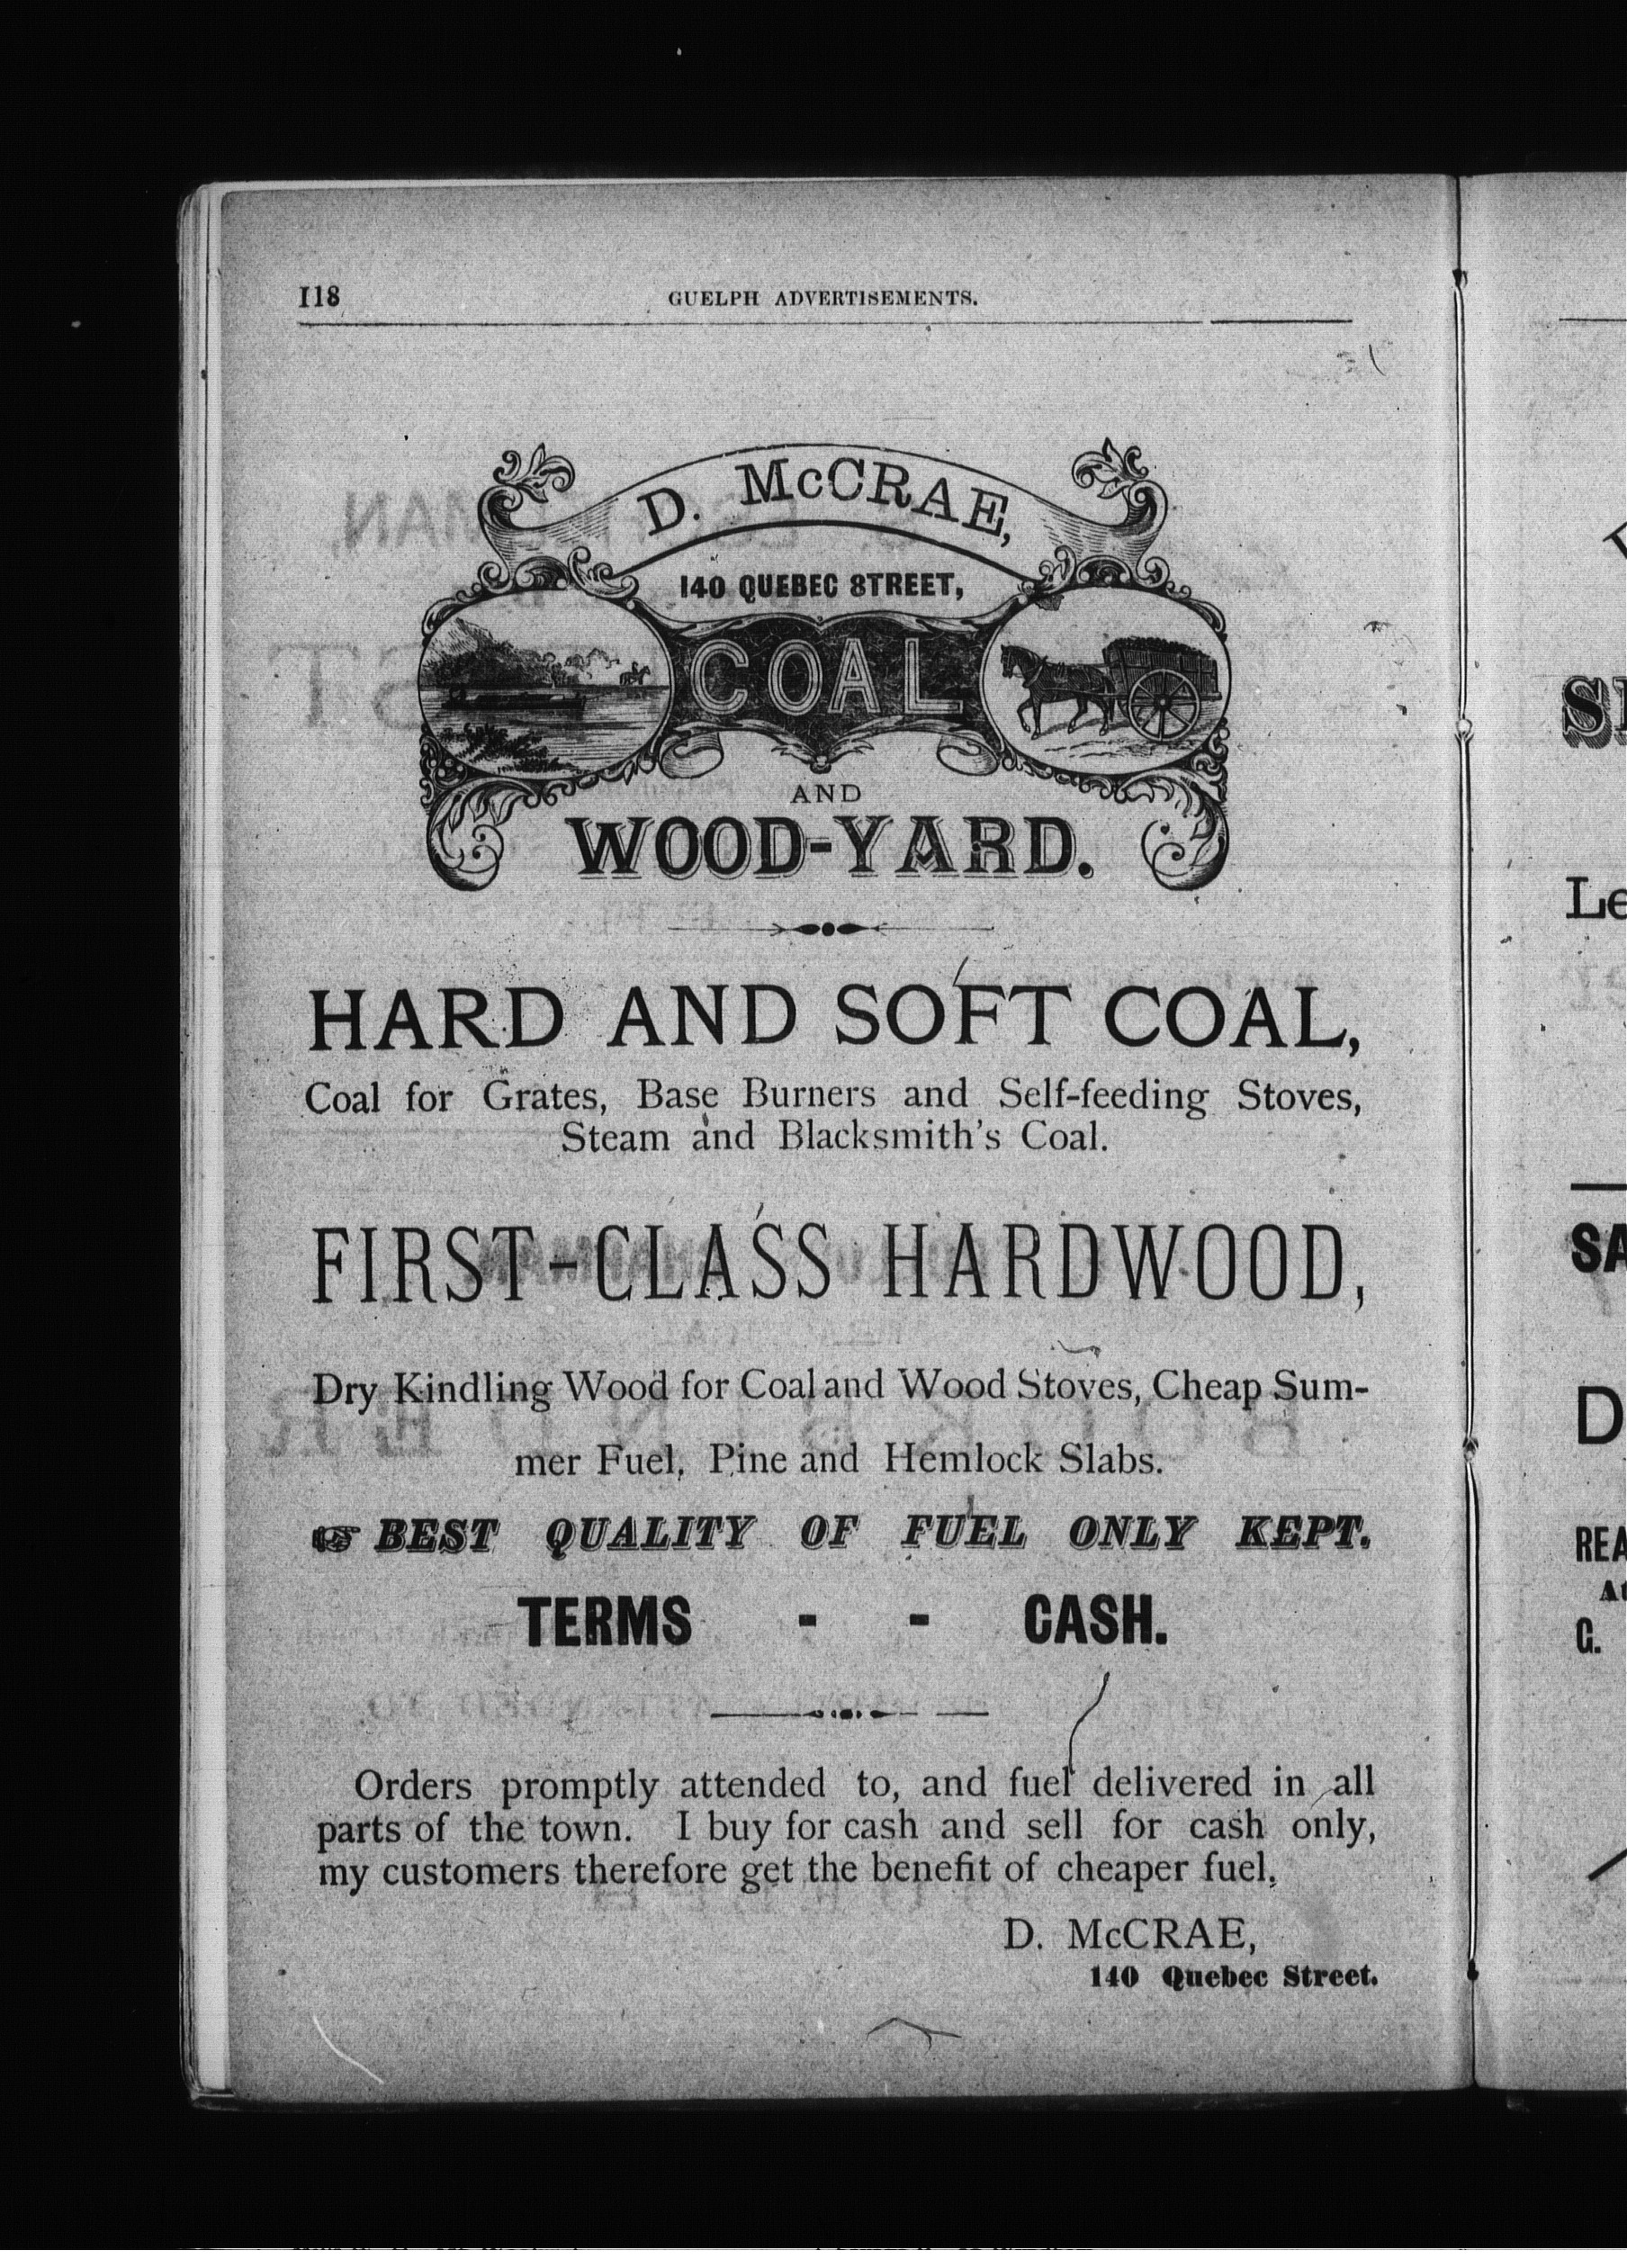 118
GUELPH ADVERTISEMENTS.
D. McCRAE,
140 QUEBEC STREET,
COAL
AND
WOOD-YARD.
HARD AND SOFT COAL,
Coal for Grates, Base Burners and Self-feeding Stoves,
Steam and Blacksmith's Coal.
FIRST-CLASS HARDWOOD,
Dry Kindling Wood for Coal and Wood Stoves, Cheap Sum-
mer Fuel, Pine and Hemlock Slabs.
☞ BEST QUALITY OF FUEL ONLY KEPT.
TERMS - - CASH.
Orders promptly attended to, and fuel delivered in all
parts of the town. I buy for cash and sell for cash only,
my customers therefore get the benefit of cheaper fuel.
D. McCRAE,
140 Quebec Street.